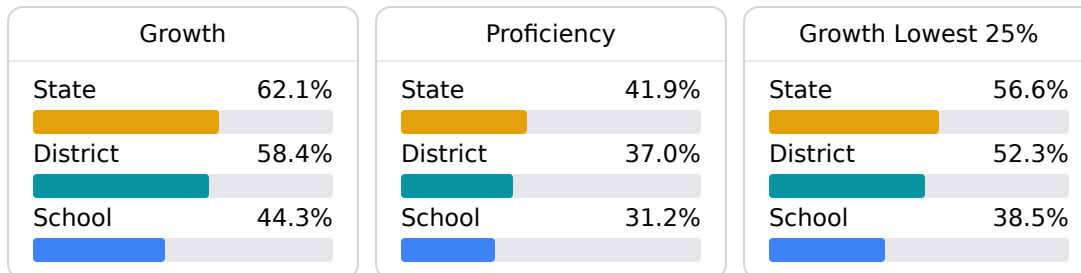 Growth
State 62.1%
District 58.4%
School 44.3%
Proficiency
State 41.9%
District 37.0%
School 31.2%
Growth Lowest 25%
State 56.6%
District 52.3%
School 38.5%